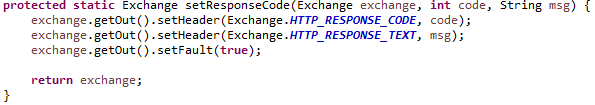 protected static Exchange setResponseCode(Exchange exchange, int code, String msg) {
    exchange.getOut().setHeader(Exchange.HTTP_RESPONSE_CODE, code);
    exchange.getOut().setHeader(Exchange.HTTP_RESPONSE_TEXT, msg);
    exchange.getOut().setFault(true);

    return exchange;
}